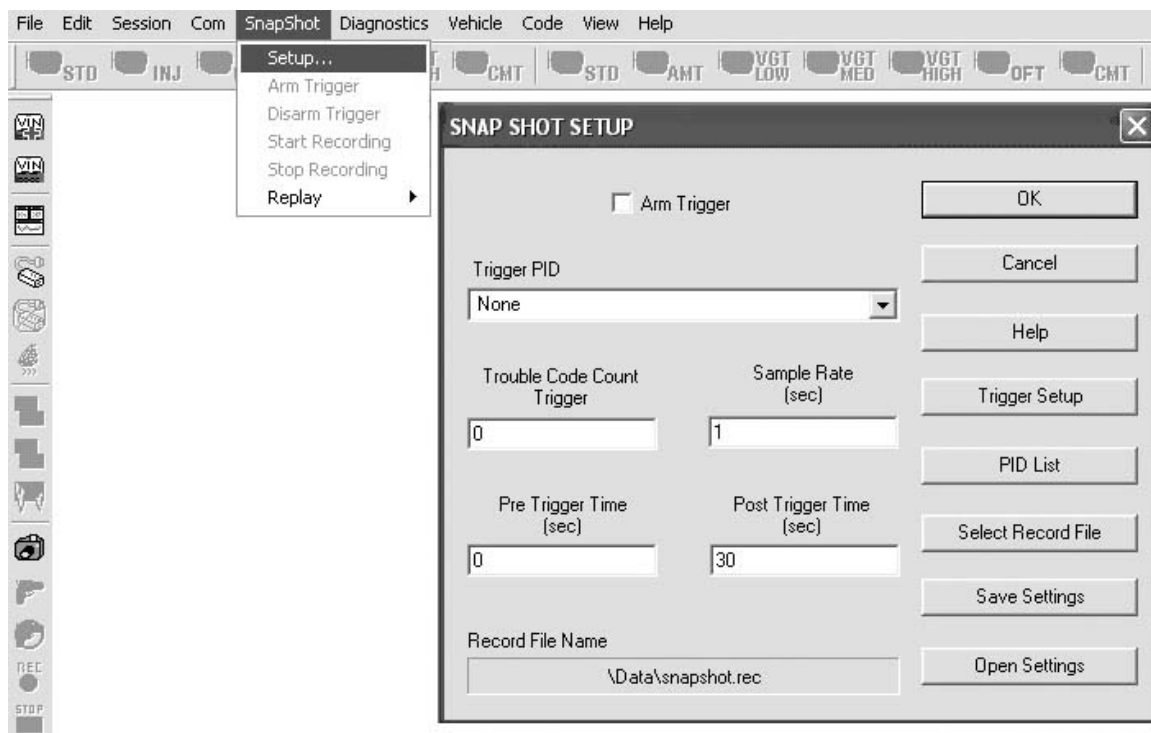 File Edit Session Com SnapShot Diagnostics Vehicle Code View Help
STD INJ H CMT STD AMT VGT LOW VGT MED VGT HIGH OFT CMT
Setup...
Arm Trigger
Disarm Trigger
Start Recording
Stop Recording
Replay
VIN
VIN
REC
STOP
SNAP SHOT SETUP
Arm Trigger
OK
Cancel
Trigger PID
None
Help
Trouble Code Count
Trigger
Sample Rate
(sec)
Trigger Setup
0
1
PID List
Pre Trigger Time
(sec)
Post Trigger Time
(sec)
Select Record File
0
30
Save Settings
Record File Name
\Data\snapshot.rec
Open Settings